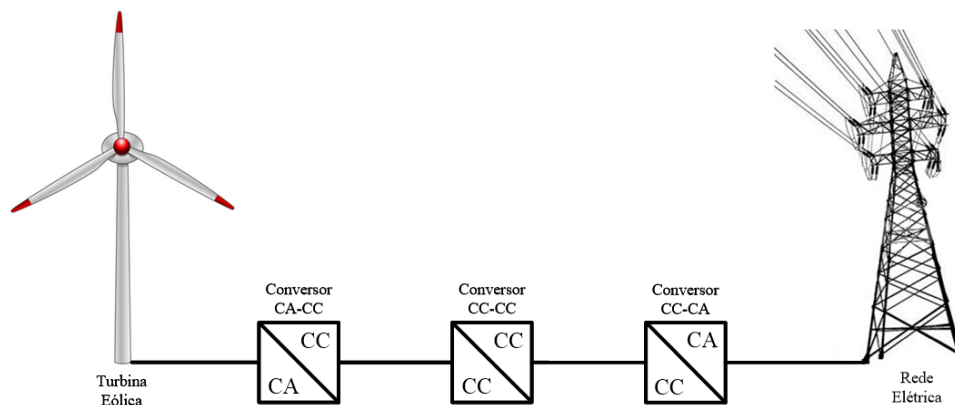 Conversor
CA-CC
Conversor
CC-CC
Conversor
CC-CA
CC
CA
CC
CC
CA
CC
Turbina
Eólica
Rede
Elétrica